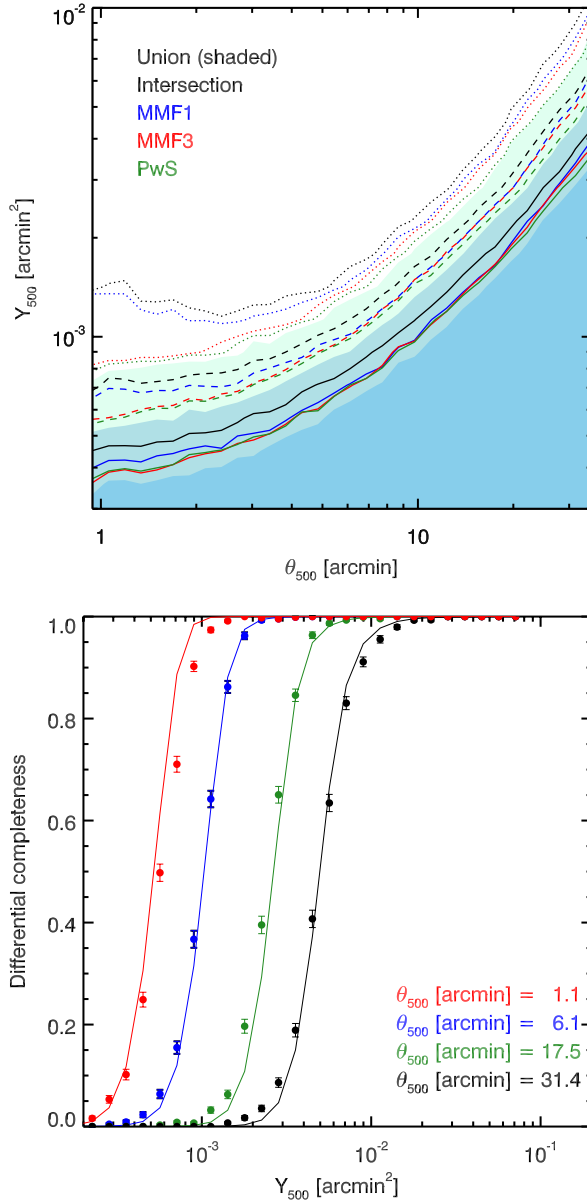 10⁻²
Union (shaded)
Intersection
MMF1
MMF3
PwS
Y₅₀₀ [arcmin²]
10⁻³
1
10
θ₅₀₀ [arcmin]
1.0
0.8
0.6
0.4
0.2
0.0
Differential completeness
θ₅₀₀ [arcmin] = 1.1
θ₅₀₀ [arcmin] = 6.1
θ₅₀₀ [arcmin] = 17.5
θ₅₀₀ [arcmin] = 31.4
10⁻³
10⁻²
10⁻¹
Y₅₀₀ [arcmin²]